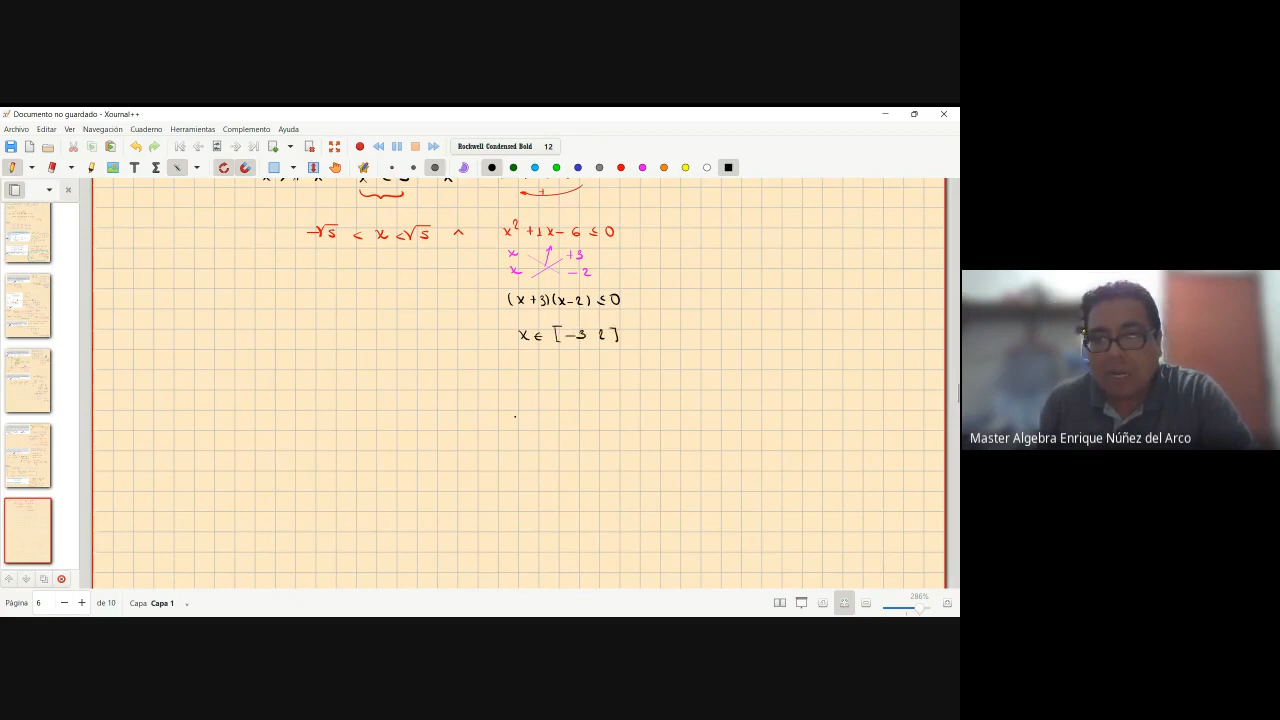 Documento no guardado - Xournal++
Archivo Editar Ver Navegación Cuaderno Herramientas Complemento Ayuda
Rockwell Condensed Bold 12
-√5 < x < √5 ^ x² + 1x - 6 ≤ 0
x +3
x -2
(x + 3)(x - 2) ≤ 0
x ∈ [-3 2]
Master Algebra Enrique Núñez del Arco
286%
Página 6 de 10 Capa Capa 1